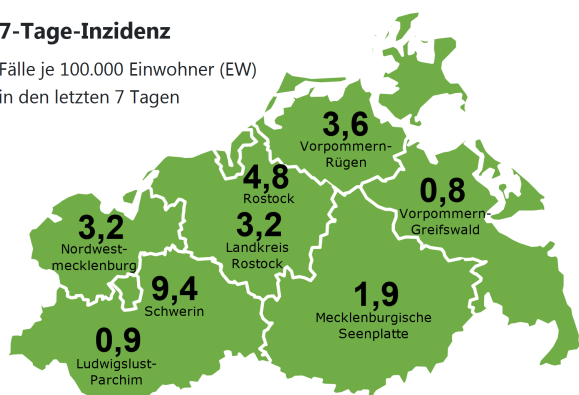 7-Tage-Inzidenz
Fälle je 100.000 Einwohner (EW)
in den letzten 7 Tagen
3,6
Vorpommern-
Rügen
4,8
Rostock
0,8
Vorpommern-
Greifswald
3,2
Nordwest-
mecklenburg
3,2
Landkreis
Rostock
9,4
Schwerin
1,9
Mecklenburgische
Seenplatte
0,9
Ludwigslust-
Parchim